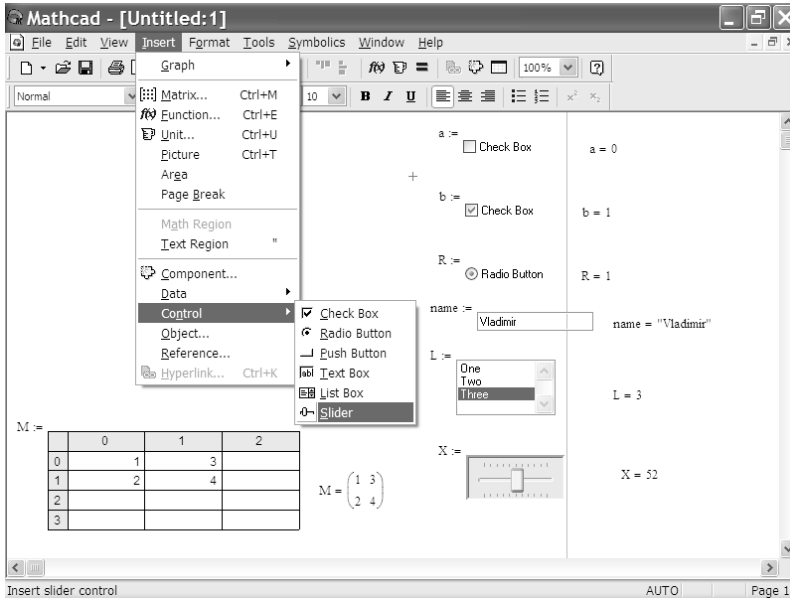 Mathcad - [Untitled:1]
File Edit View Insert Format Tools Symbolics Window Help
100%
Normal 10 B I U
Graph
Matrix... Ctrl+M
Function... Ctrl+E
Unit... Ctrl+U
Picture Ctrl+T
Area
Page Break
Math Region
Text Region "
Component...
Data
Control
Object...
Reference...
Hyperlink... Ctrl+K
Check Box
Radio Button
Push Button
Text Box
List Box
Slider
a := Check Box a = 0
b := Check Box b = 1
R := Radio Button R = 1
name := Vladimir name = "Vladimir"
L := One
Two
Three
L = 3
X := X = 52
M :=
0 1 2
0 1 3
1 2 4
2
3
M = (1 3
2 4)
Insert slider control AUTO Page 1